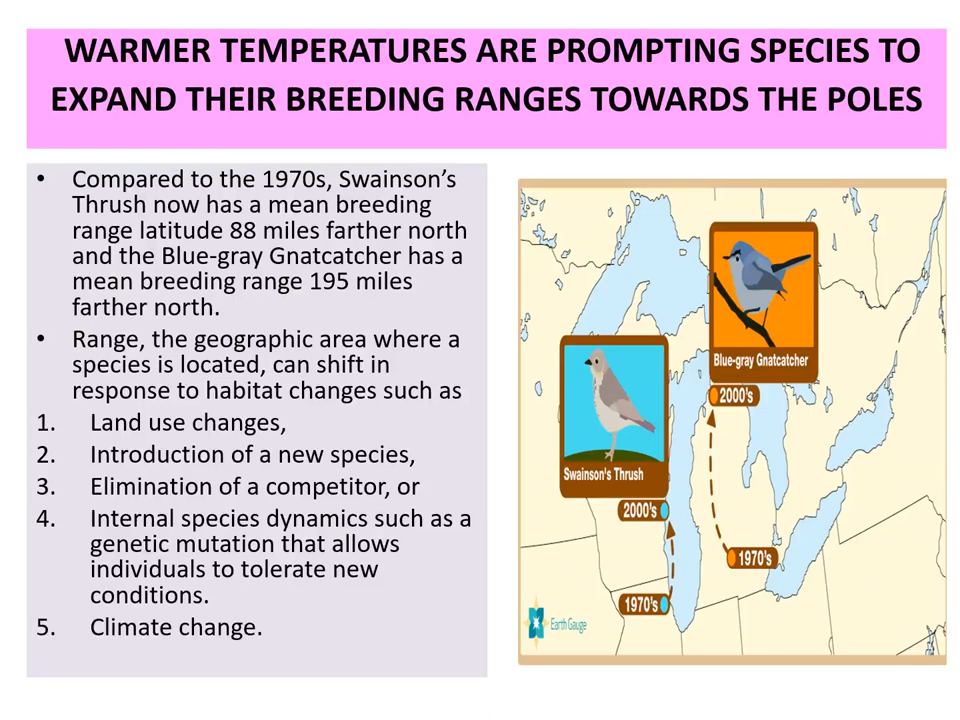 WARMER TEMPERATURES ARE PROMPTING SPECIES TO
EXPAND THEIR BREEDING RANGES TOWARDS THE POLES
• Compared to the 1970s, Swainson’s
Thrush now has a mean breeding
range latitude 88 miles farther north
and the Blue-gray Gnatcatcher has a
mean breeding range 195 miles
farther north.
• Range, the geographic area where a
species is located, can shift in
response to habitat changes such as
1. Land use changes,
2. Introduction of a new species,
3. Elimination of a competitor, or
4. Internal species dynamics such as a
genetic mutation that allows
individuals to tolerate new
conditions.
5. Climate change.
Blue-gray Gnatcatcher
2000's
Swainson's Thrush
2000's
1970's
1970's
Earth Gauge